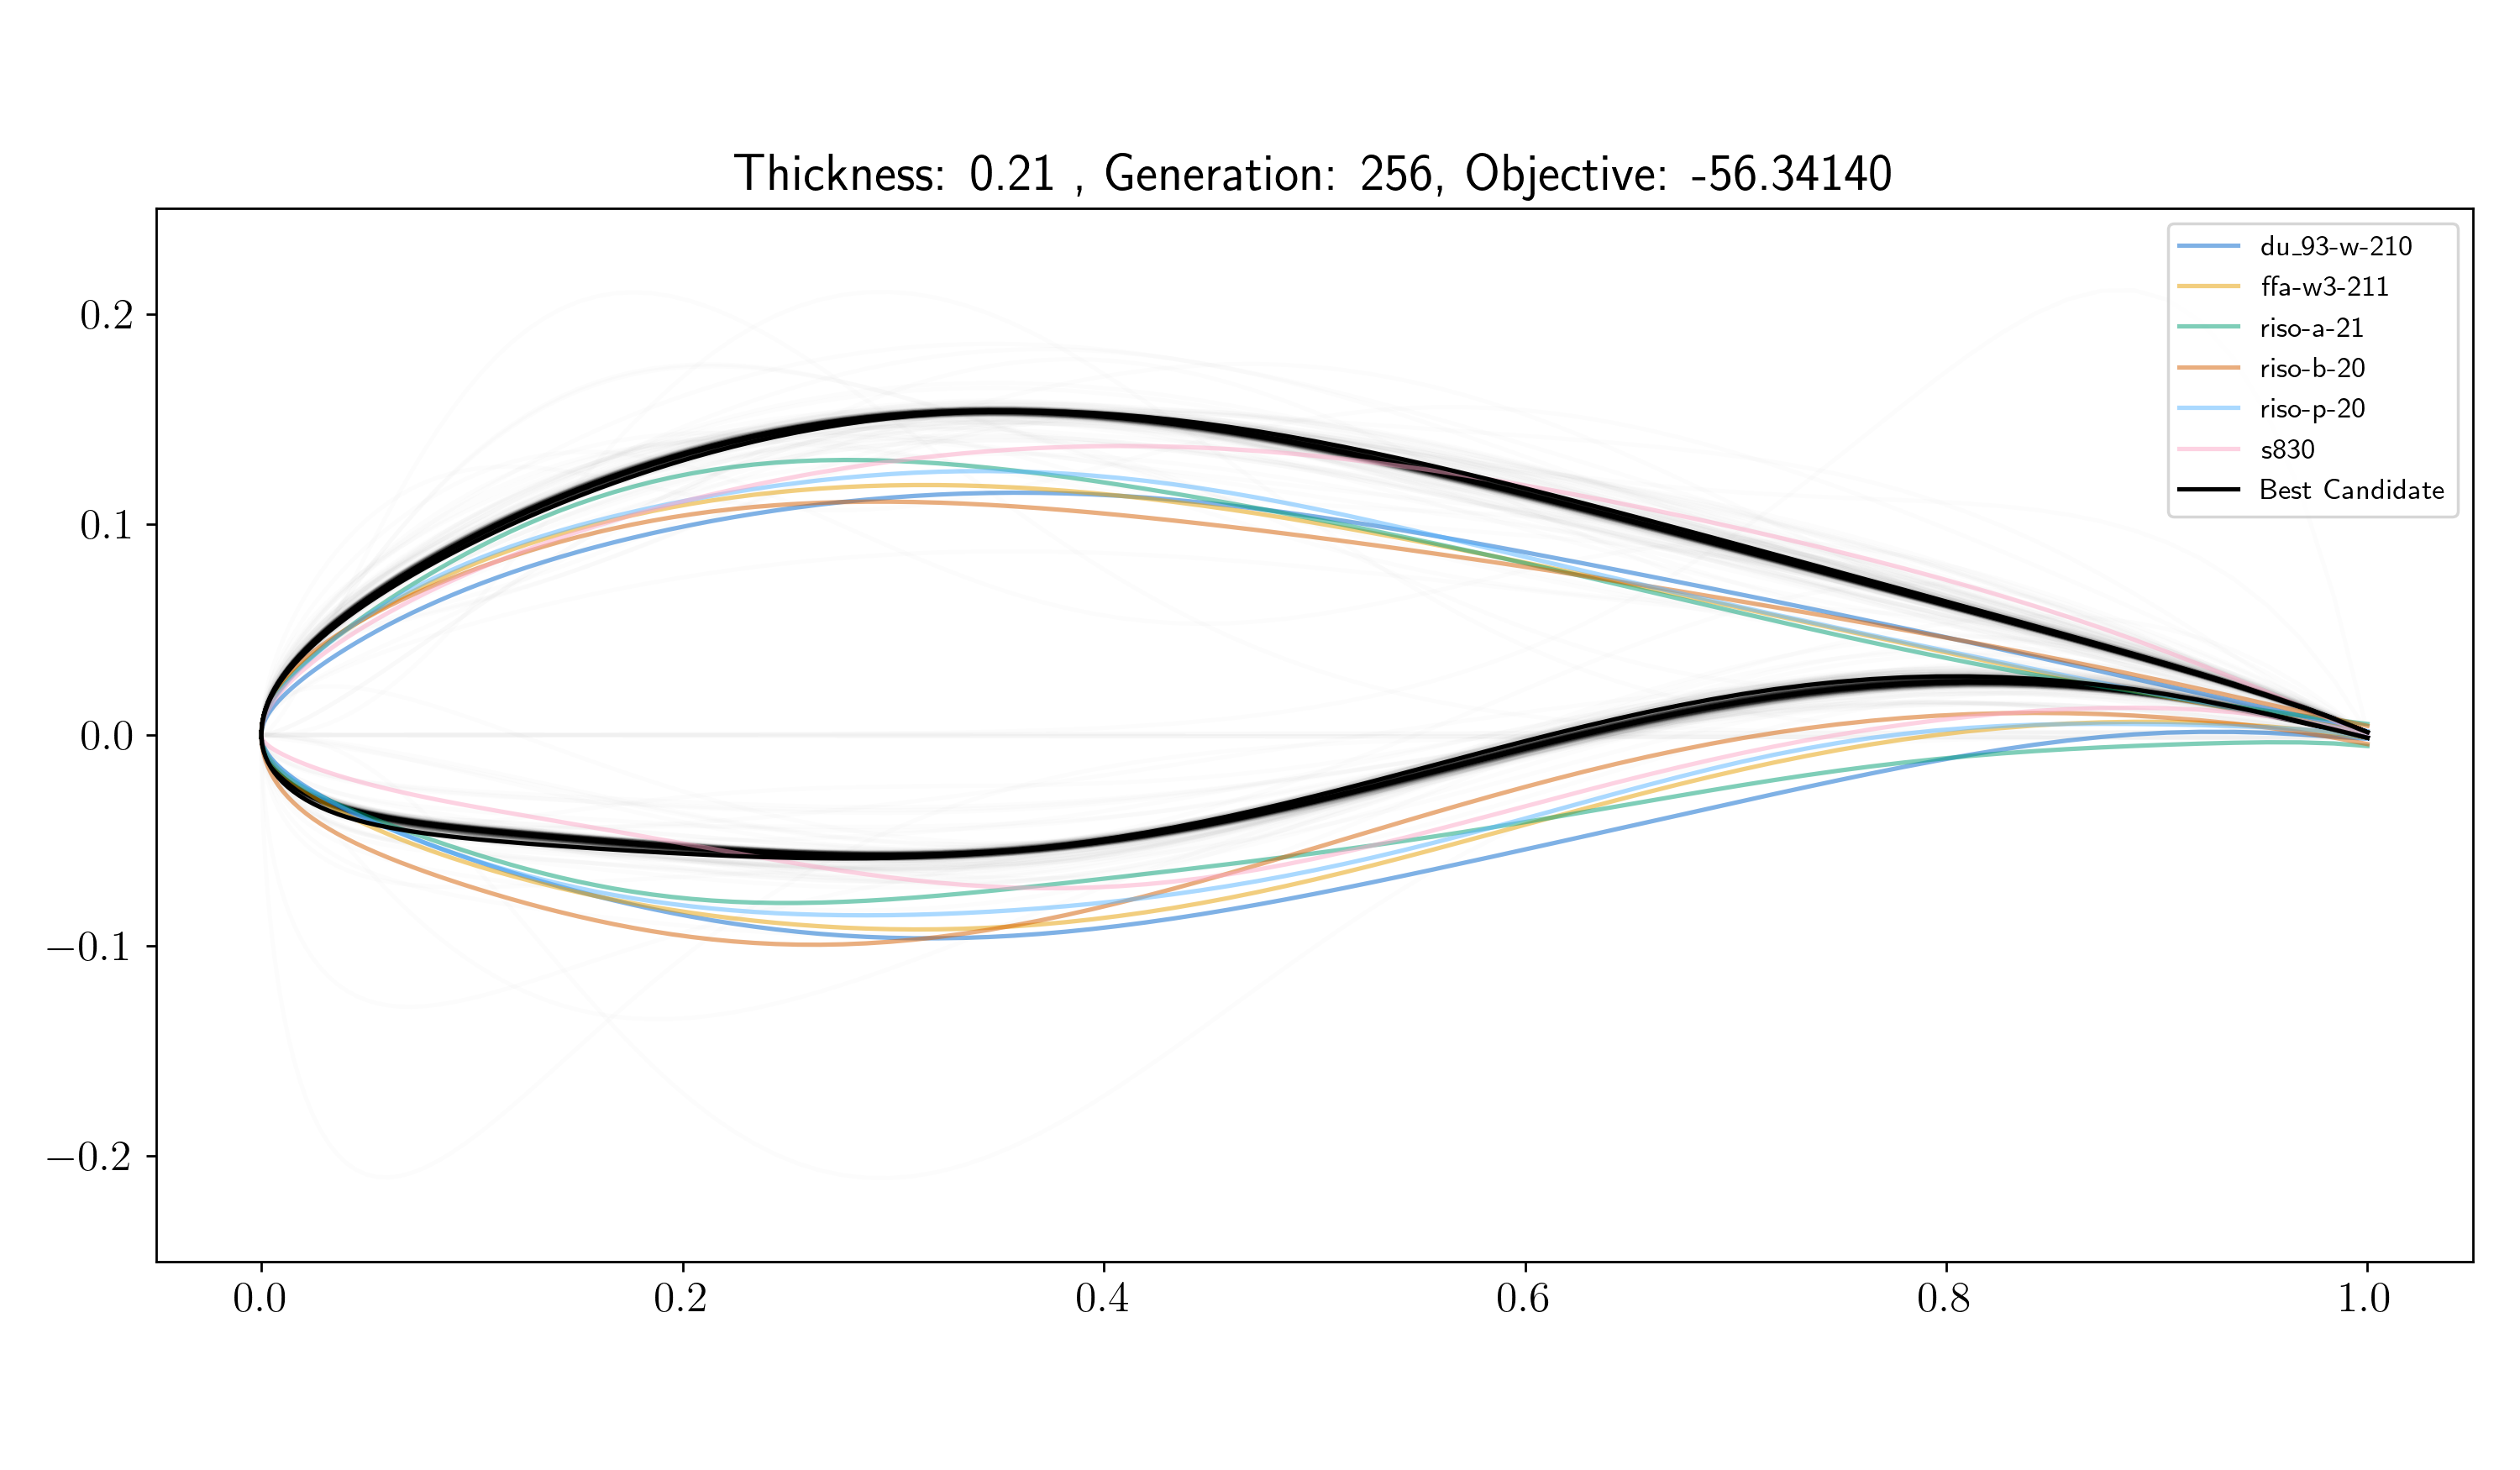 Thickness: 0.21 , Generation: 256, Objective: -56.34140
du_93-w-210
ffa-w3-211
riso-a-21
riso-b-20
riso-p-20
s830
Best Candidate
0.2
0.1
0.0
−0.1
−0.2
0.0 0.2 0.4 0.6 0.8 1.0